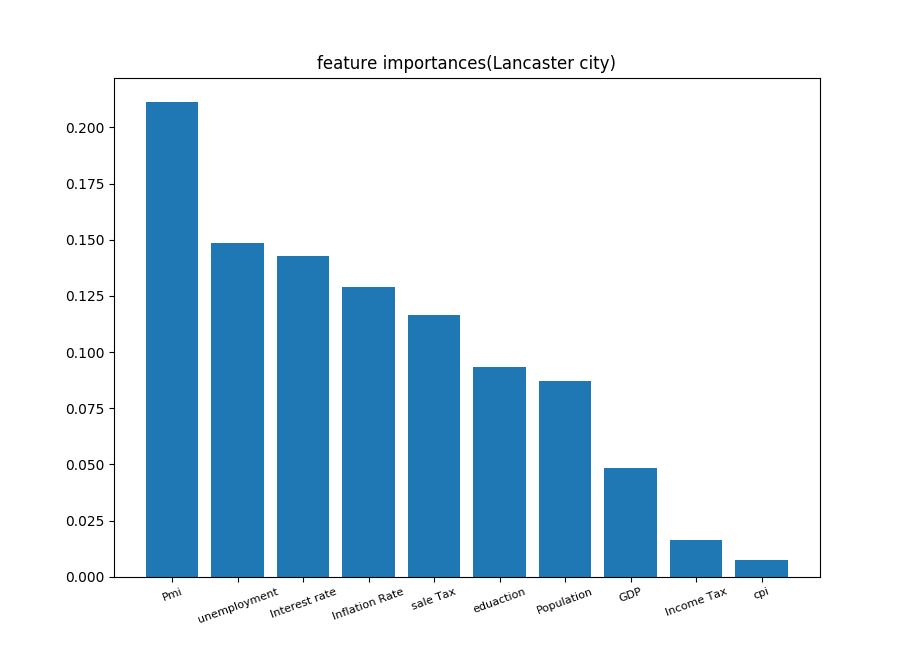 feature importances(Lancaster city)
0.200
0.175
0.150
0.125
0.100
0.075
0.050
0.025
0.000
Pmi
unemployment
Interest rate
Inflation Rate
sale Tax
eduaction
Population
GDP
Income Tax
cpi